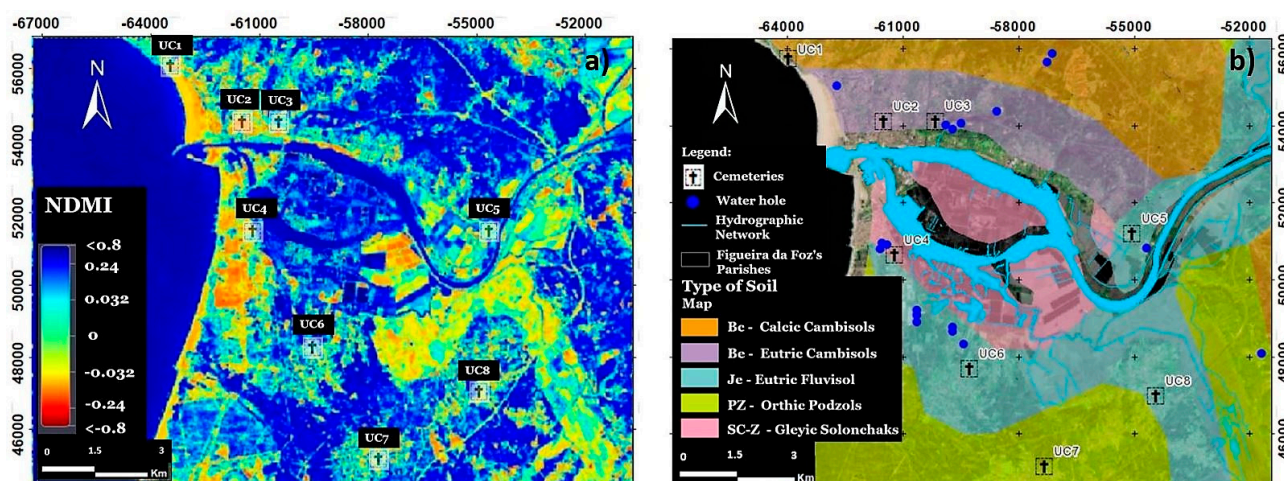 -67000 -64000 -61000 -58000 -55000 -52000
56000
54000
52000
50000
48000
46000
UC1
a)
N
UC2
UC3
UC4
UC5
UC6
UC8
UC7
NDMI
<0.8
0.24
0.032
0
-0.032
-0.24
<-0.8
0 1.5 3
Km
-64000 -61000 -58000 -55000 -52000
56000
54000
52000
50000
48000
46000
UC1
b)
N
UC2
UC3
UC4
UC5
UC6
UC8
UC7
Legend:
Cemeteries
Water hole
Hydrographic
Network
Figueira da Foz's
Parishes
Type of Soil
Map
Bc - Calcic Cambisols
Be - Eutric Cambisols
Je - Eutric Fluvisol
PZ - Orthic Podzols
SC-Z - Gleyic Solonchaks
0 1.5 3
Km